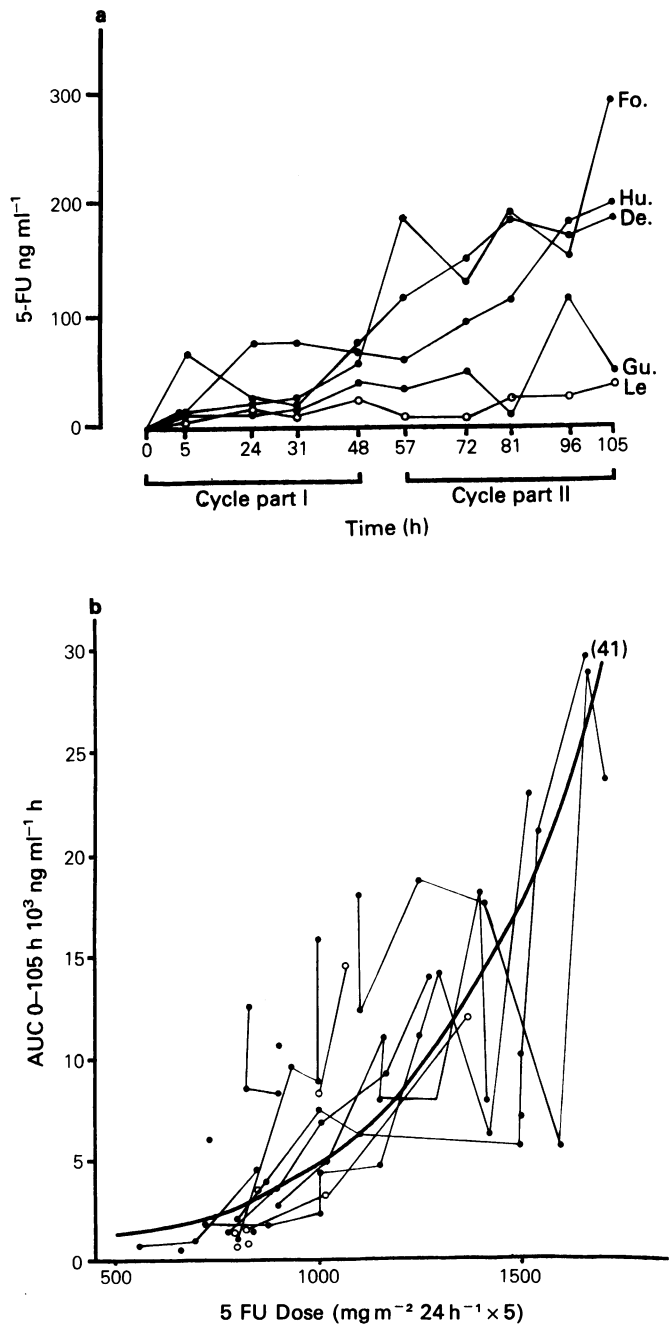 a
300
200
100
0
5-FU ng ml⁻¹
Fo.
Hu.
De.
Gu.
Le
0 5 24 31 48 57 72 81 96 105
Cycle part I Cycle part II
Time (h)
b
30
25
20
15
10
5
0
AUC 0–105 h 10³ ng ml⁻¹ h
(41)
500 1000 1500
5 FU Dose (mg m⁻² 24 h⁻¹ × 5)